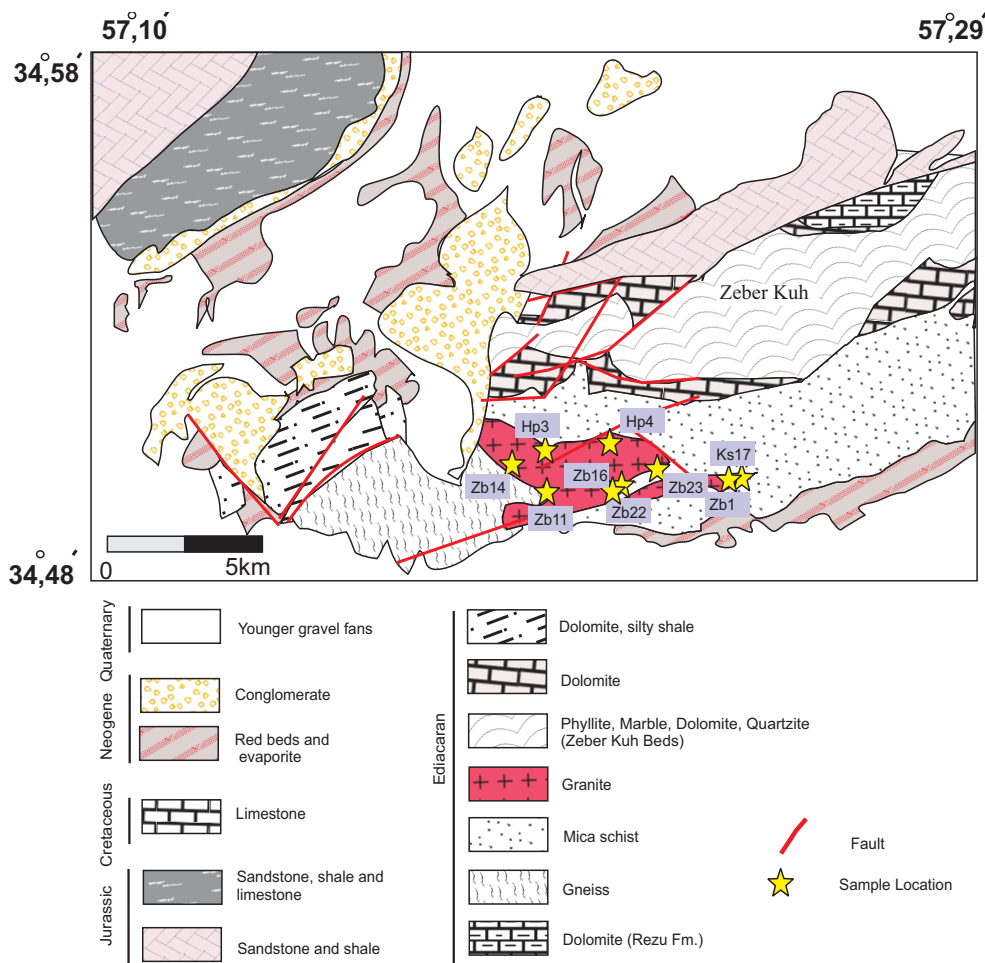 57°,10´
57°,29´
34°,58´
Zeber Kuh
Hp3
Hp4
Ks17
Zb14
Zb16
Zb23
Zb11
Zb22
Zb1
34°,48´
0
5km
Quaternary
Younger gravel fans
Neogene
Conglomerate
Red beds and
evaporite
Cretaceous
Limestone
Jurassic
Sandstone, shale and
limestone
Sandstone and shale
Ediacaran
Dolomite, silty shale
Dolomite
Phyllite, Marble, Dolomite, Quartzite
(Zeber Kuh Beds)
Granite
Mica schist
Gneiss
Dolomite (Rezu Fm.)
Fault
Sample Location